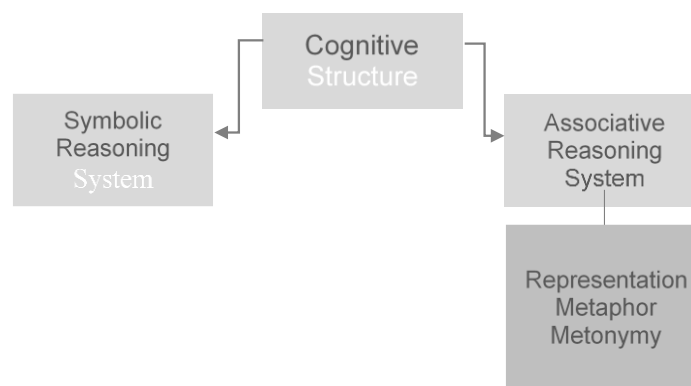 Cognitive
Structure
Symbolic
Reasoning
System
Associative
Reasoning
System
Representation
Metaphor
Metonymy